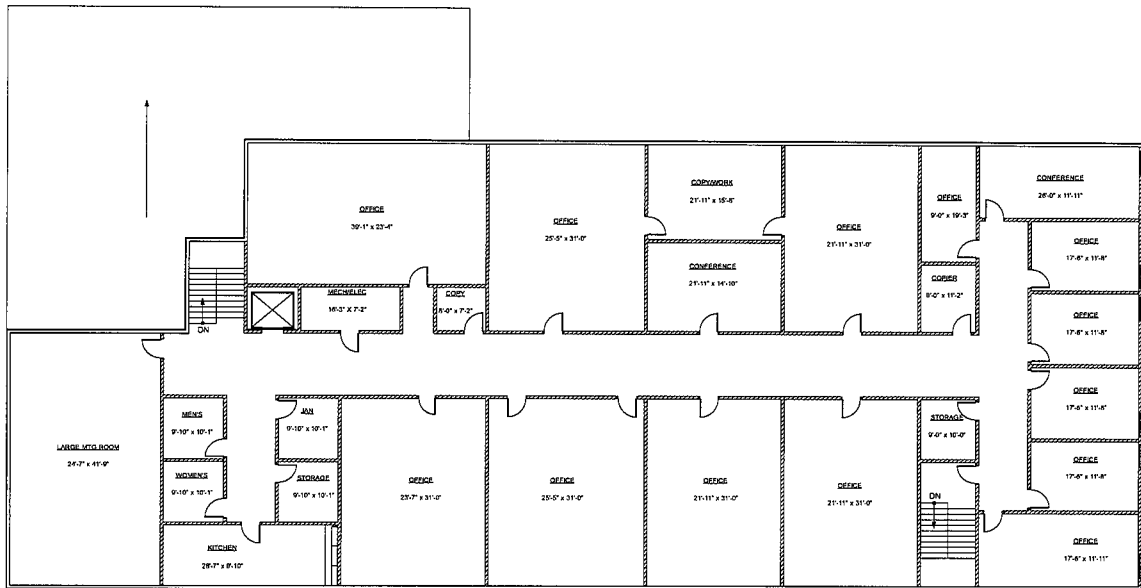 OFFICE
39'-1" x 23'-4"
OFFICE
25'-5" x 31'-0"
COPY/WORK
21'-11" x 15'-8"
CONFERENCE
21'-11" x 14'-10"
OFFICE
21'-11" x 31'-0"
OFFICE
9'-0" x 19'-3"
COPIER
9'-0" x 11'-2"
CONFERENCE
26'-0" x 11'-11"
OFFICE
17'-6" x 11'-8"
OFFICE
17'-6" x 11'-8"
OFFICE
17'-6" x 11'-8"
OFFICE
17'-6" x 11'-8"
OFFICE
17'-6" x 11'-11"
MECH/ELEC
16'-3" X 7'-2"
COPY
8'-0" x 7'-2"
DN
LARGE MTG ROOM
24'-7" x 41'-9"
MEN'S
9'-10" x 10'-1"
WOMEN'S
9'-10" x 10'-1"
JAN
9'-10" x 10'-1"
STORAGE
9'-10" x 10'-1"
KITCHEN
28'-7" x 9'-10"
OFFICE
23'-7" x 31'-0"
OFFICE
25'-5" x 31'-0"
OFFICE
21'-11" x 31'-0"
OFFICE
21'-11" x 31'-0"
STORAGE
9'-0" x 10'-0"
DN